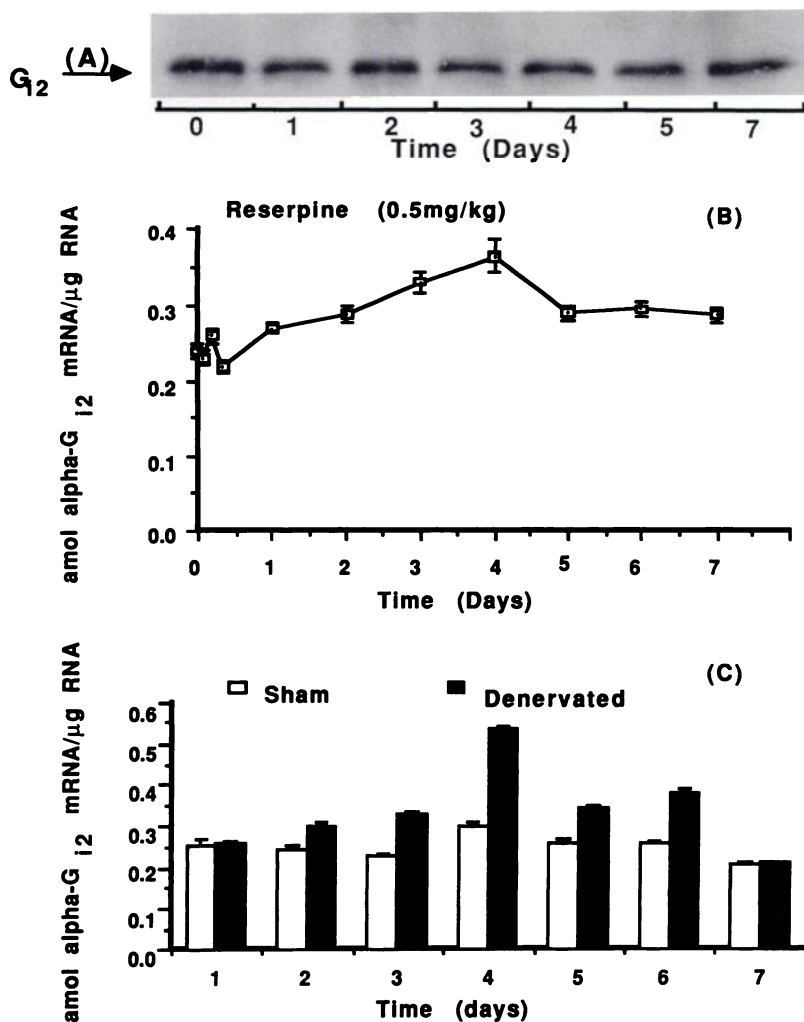 (A)
Gi2
0 1 2 3 4 5 7
Time (Days)
Reserpine (0.5mg/kg)
(B)
amol alpha-G i2 mRNA/µg RNA
0.4
0.3
0.2
0.1
0.0
0 1 2 3 4 5 6 7
Time (Days)
(C)
Sham Denervated
amol alpha-G i2 mRNA/µg RNA
0.6
0.5
0.4
0.3
0.2
0.1
0.0
1 2 3 4 5 6 7
Time (days)